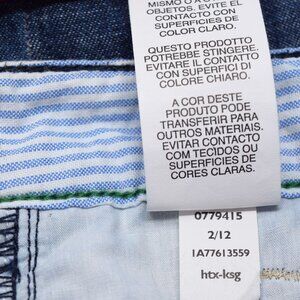 MISMO O A
OBJETOS. EVITE EL
CONTACTO CON
SUPERFICIES DE
COLOR CLARO.
QUESTO PRODOTTO
POTREBBE STINGERE.
EVITARE IL CONTATTO
CON SUPERFICI DI
COLORE CHIARO.
A COR DESTE
PRODUTO PODE
TRANSFERIR PARA
OUTROS MATERIAIS.
EVITAR CONTACTO
COM TECIDOS OU
SUPERFÍCIES DE
CORES CLARAS.
0779415
2/12
1A77613559
htx-ksg